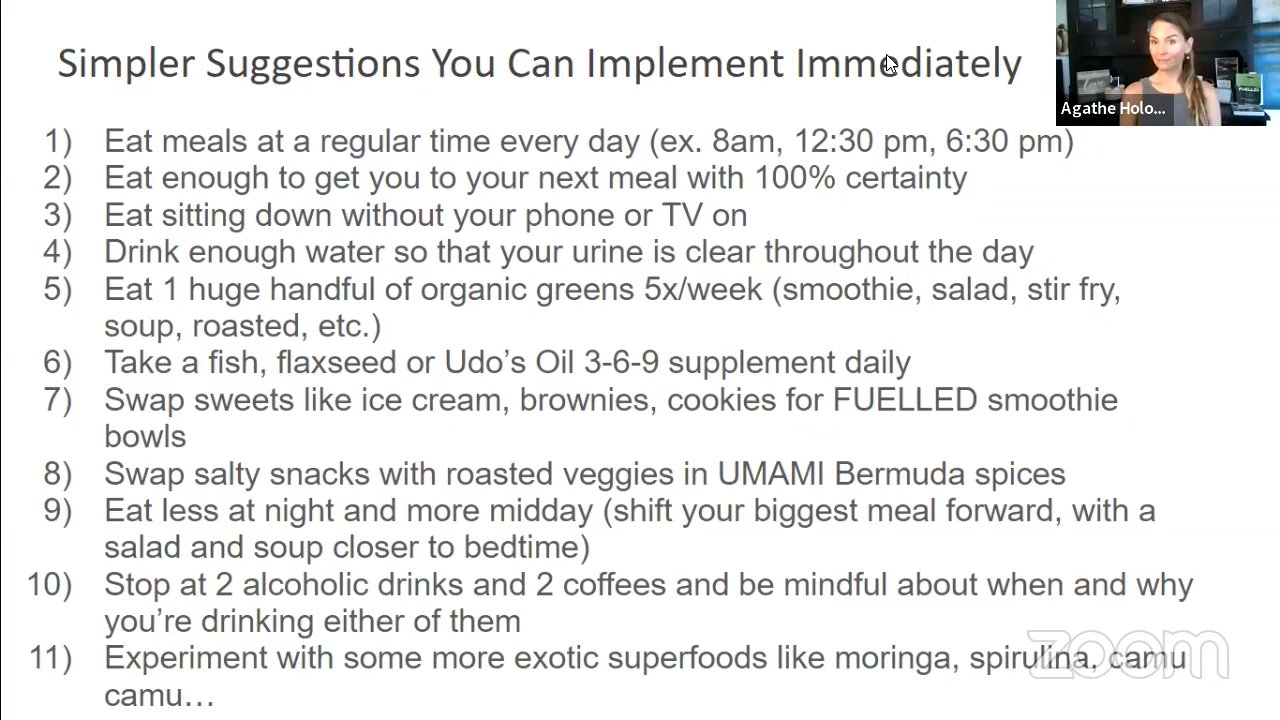 Simpler Suggestions You Can Implement Immediately
Agathe Holo...
1) Eat meals at a regular time every day (ex. 8am, 12:30 pm, 6:30 pm)
2) Eat enough to get you to your next meal with 100% certainty
3) Eat sitting down without your phone or TV on
4) Drink enough water so that your urine is clear throughout the day
5) Eat 1 huge handful of organic greens 5x/week (smoothie, salad, stir fry,
soup, roasted, etc.)
6) Take a fish, flaxseed or Udo’s Oil 3-6-9 supplement daily
7) Swap sweets like ice cream, brownies, cookies for FUELLED smoothie
bowls
8) Swap salty snacks with roasted veggies in UMAMI Bermuda spices
9) Eat less at night and more midday (shift your biggest meal forward, with a
salad and soup closer to bedtime)
10) Stop at 2 alcoholic drinks and 2 coffees and be mindful about when and why
you’re drinking either of them
11) Experiment with some more exotic superfoods like moringa, spirulina, camu
camu…
zoom